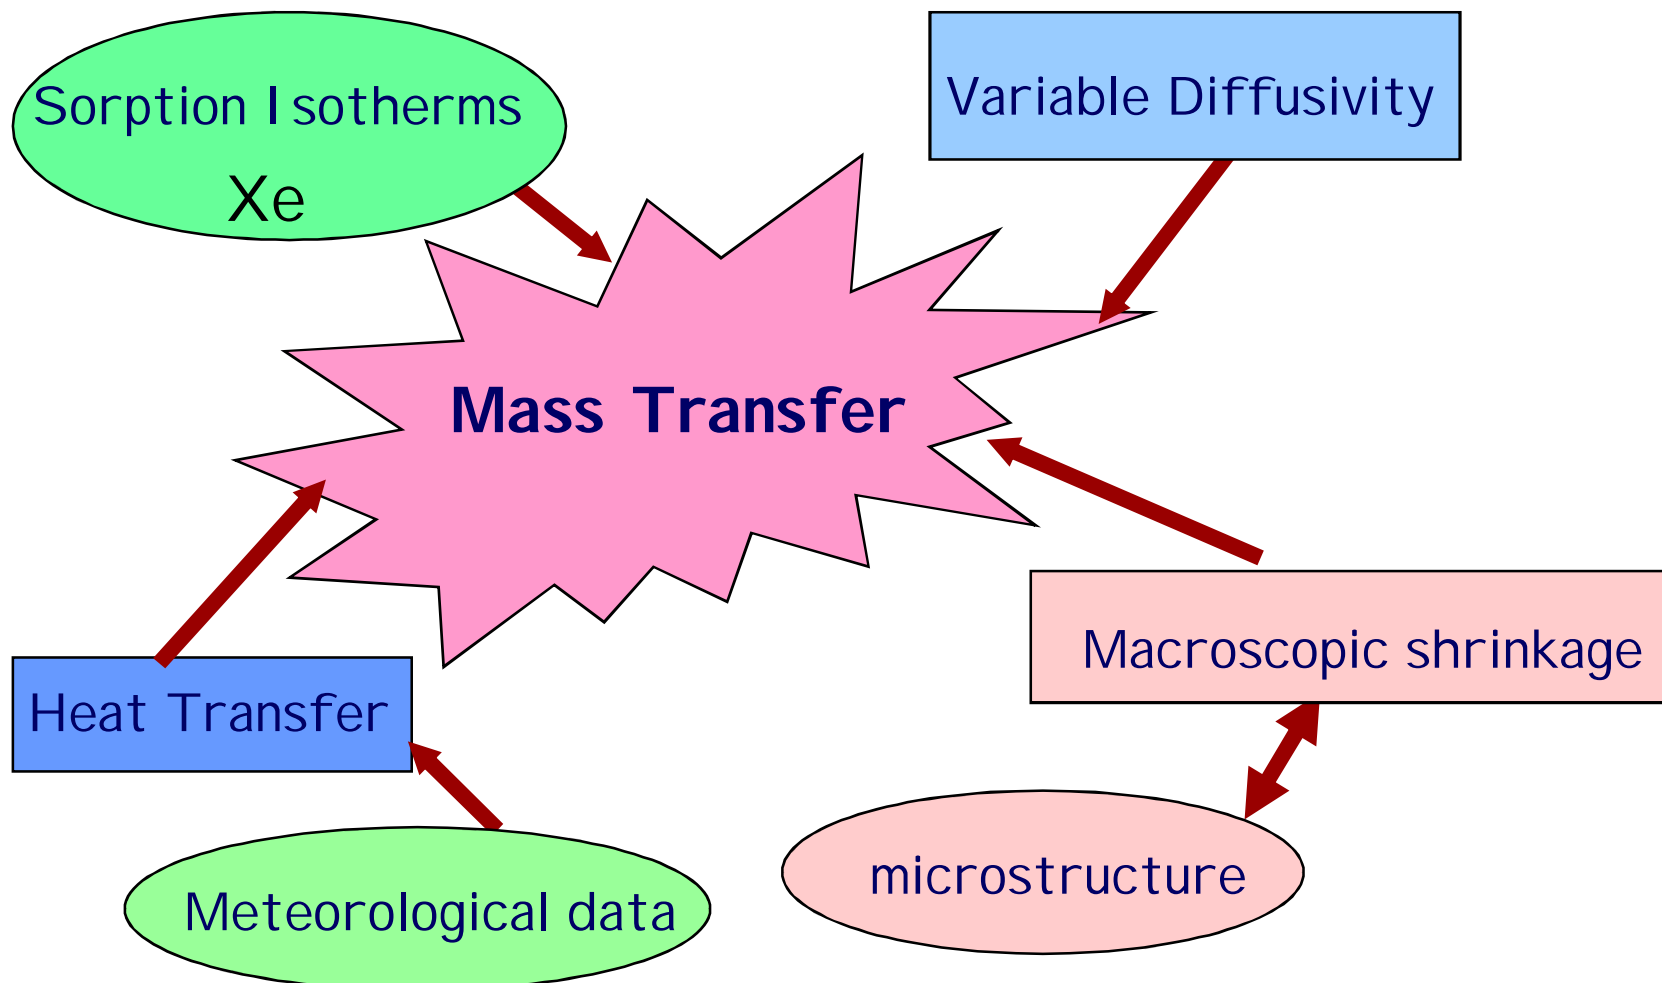 Sorption Isotherms
Xe
Variable Diffusivity
Mass Transfer
Macroscopic shrinkage
Heat Transfer
microstructure
Meteorological data